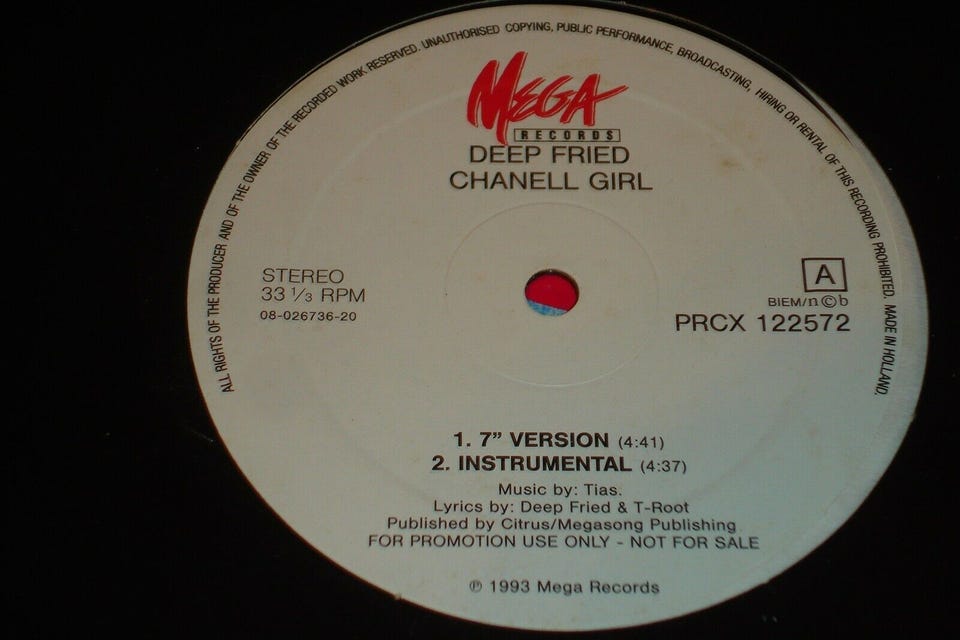 ALL RIGHTS OF THE PRODUCER AND OF THE OWNER OF THE RECORDED WORK RESERVED. UNAUTHORISED COPYING, PUBLIC PERFORMANCE, BROADCASTING, HIRING OR RENTAL OF THIS RECORDING PROHIBITED. MADE IN HOLLAND.
MEGA
RECORDS
DEEP FRIED
CHANELL GIRL
STEREO
33 1/3 RPM
08-026736-20
A
BIEM/n©b
PRCX 122572
1. 7” VERSION (4:41)
2. INSTRUMENTAL (4:37)
Music by: Tias.
Lyrics by: Deep Fried & T-Root
Published by Citrus/Megasong Publishing
FOR PROMOTION USE ONLY - NOT FOR SALE
℗ 1993 Mega Records